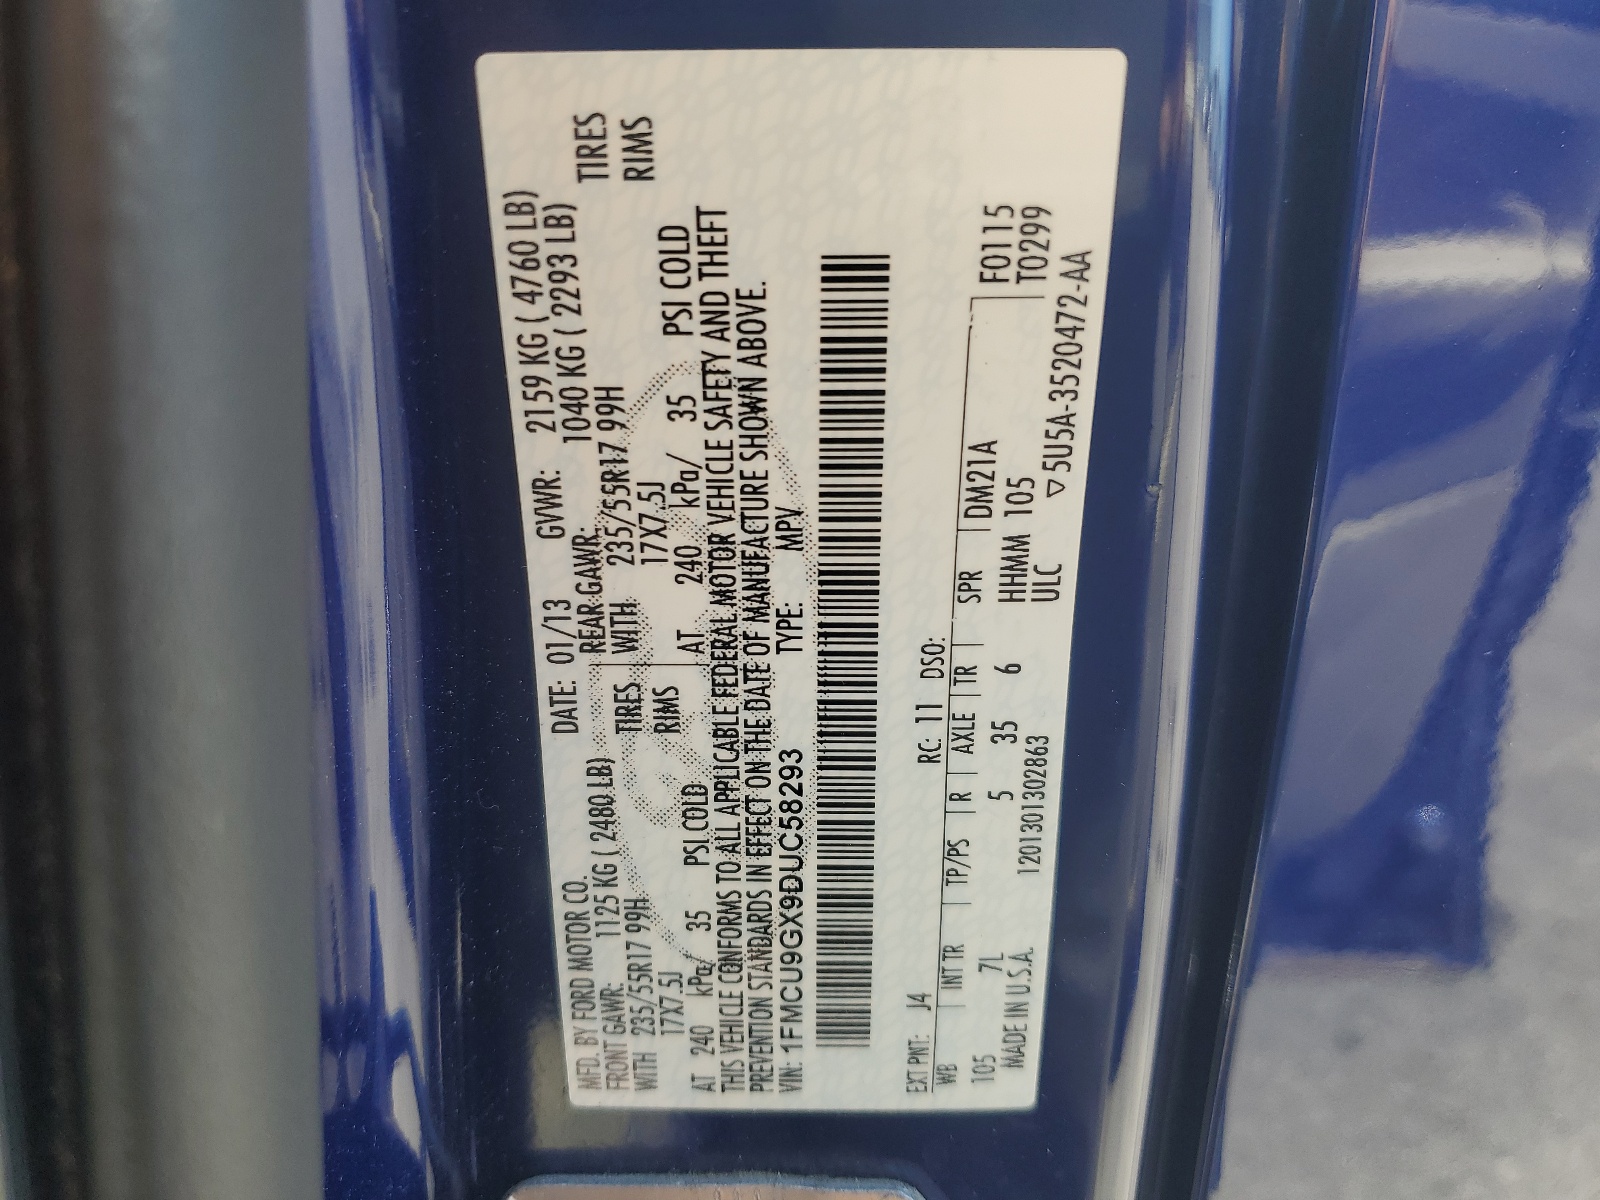 MFD. BY FORD MOTOR CO. DATE: 01/13 GVWR: 2159 KG ( 4760 LB)
FRONT GAWR: 1125 KG ( 2480 LB) REAR GAWR: 1040 KG ( 2293 LB)
WITH 235/55R17 99H TIRES WITH 235/55R17 99H TIRES
17X7.5J RIMS 17X7.5J RIMS
AT 240 kPa/ 35 PSI COLD AT 240 kPa/ 35 PSI COLD
THIS VEHICLE CONFORMS TO ALL APPLICABLE FEDERAL MOTOR VEHICLE SAFETY AND THEFT
PREVENTION STANDARDS IN EFFECT ON THE DATE OF MANUFACTURE SHOWN ABOVE.
VIN: 1FMCU9GX9DUC58293 TYPE: MPV
EXT PNT: J4 RC: 11 DSO: F0115
WB INT TR TP/PS R AXLE TR SPR DM21A T0299
105 7L 5 35 6 HHMM 105
MADE IN U.S.A. 1201301302863 ULC ▽5U5A-3520472-AA